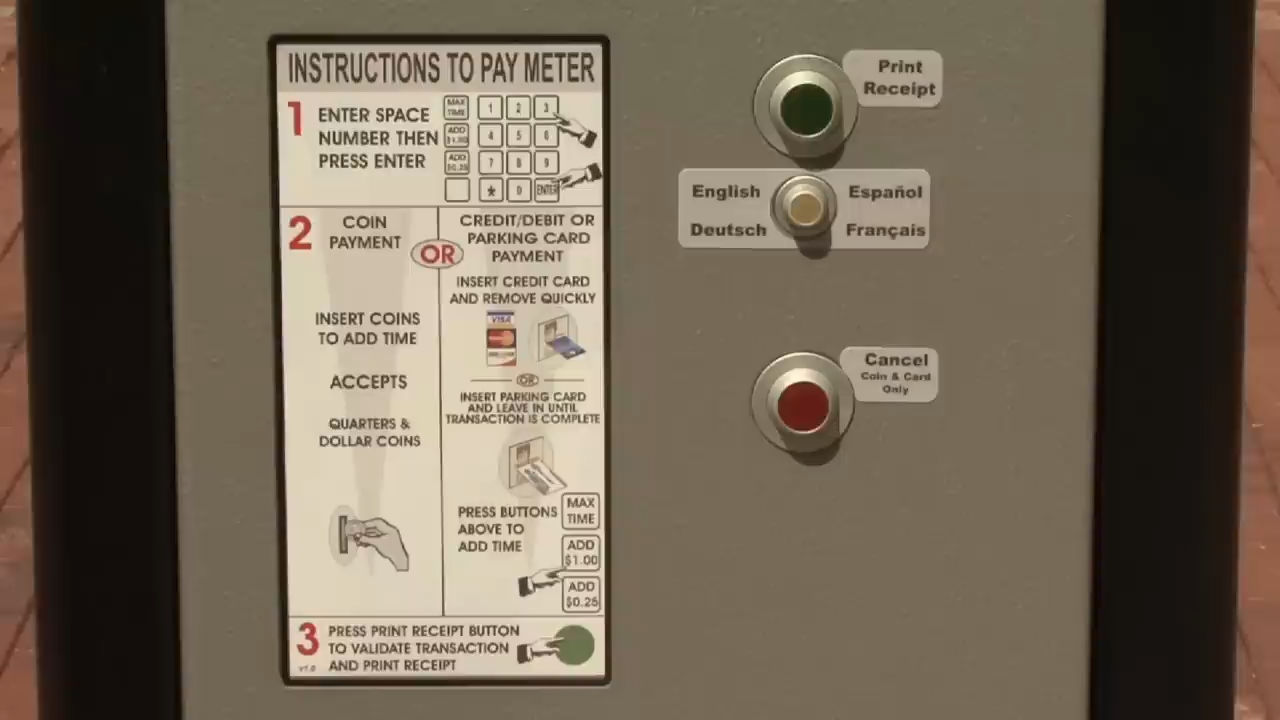 INSTRUCTIONS TO PAY METER
1
ENTER SPACE
NUMBER THEN
PRESS ENTER
MAX
TIME
1 2 3
ADD
$1.00
4 5 6
ADD
$0.25
7 8 9
* 0 ENTER
2
COIN
PAYMENT
OR
CREDIT/DEBIT OR
PARKING CARD
PAYMENT
INSERT COINS
TO ADD TIME
ACCEPTS
QUARTERS &
DOLLAR COINS
INSERT CREDIT CARD
AND REMOVE QUICKLY
VISA
OR
INSERT PARKING CARD
AND LEAVE IN UNTIL
TRANSACTION IS COMPLETE
PRESS BUTTONS
ABOVE TO
ADD TIME
MAX
TIME
ADD
$1.00
ADD
$0.25
3
PRESS PRINT RECEIPT BUTTON
TO VALIDATE TRANSACTION
AND PRINT RECEIPT
V1.0
Print
Receipt
English Español
Deutsch Français
Cancel
Coin & Card
Only